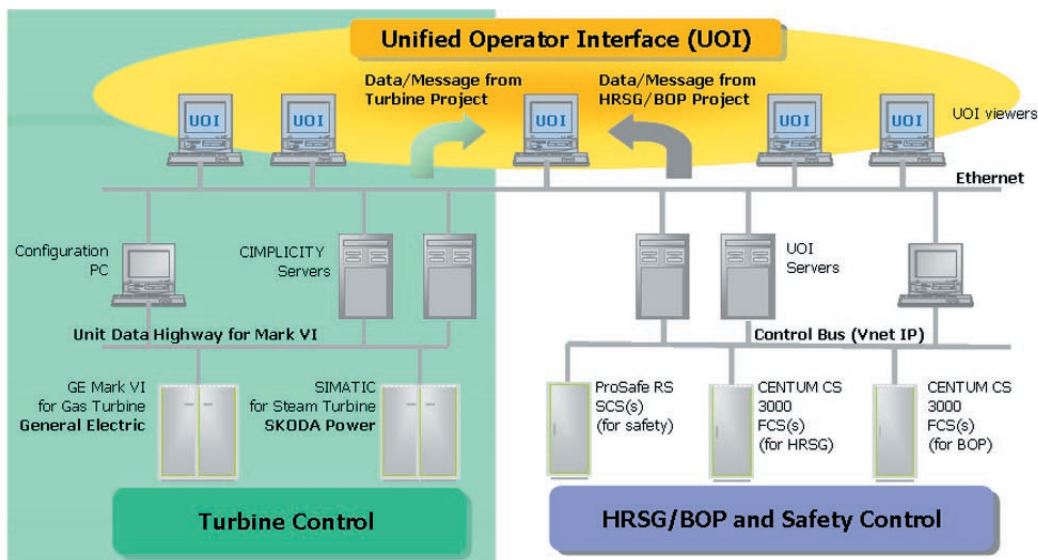 Unified Operator Interface (UOI)
Data/Message from
Turbine Project
Data/Message from
HRSG/BOP Project
UOI
UOI
UOI
UOI
UOI
UOI viewers
Ethernet
Configuration
PC
CIMPLICITY
Servers
UOI
Servers
Unit Data Highway for Mark VI
Control Bus (Vnet IP)
GE Mark VI
for Gas Turbine
General Electric
SIMATIC
for Steam Turbine
SKODA Power
ProSafe RS
SCS(s)
(for safety)
CENTUM CS
3000
FCS(s)
(for HRSG)
CENTUM CS
3000
FCS(s)
(for BOP)
Turbine Control
HRSG/BOP and Safety Control